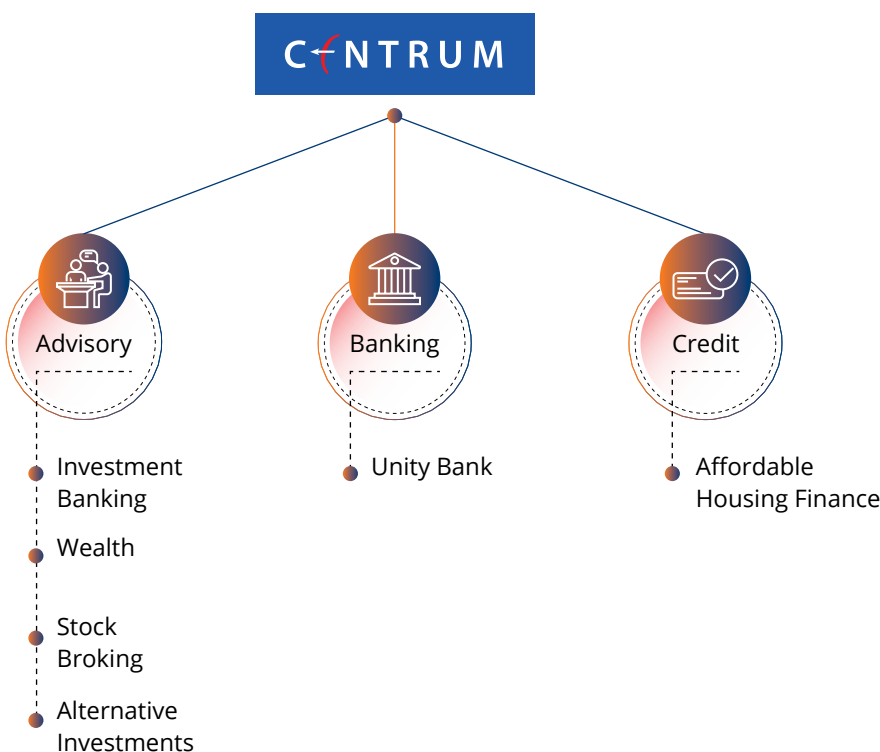 CENTRUM
Advisory
Banking
Credit
Investment
Banking
Wealth
Stock
Broking
Alternative
Investments
Unity Bank
Affordable
Housing Finance